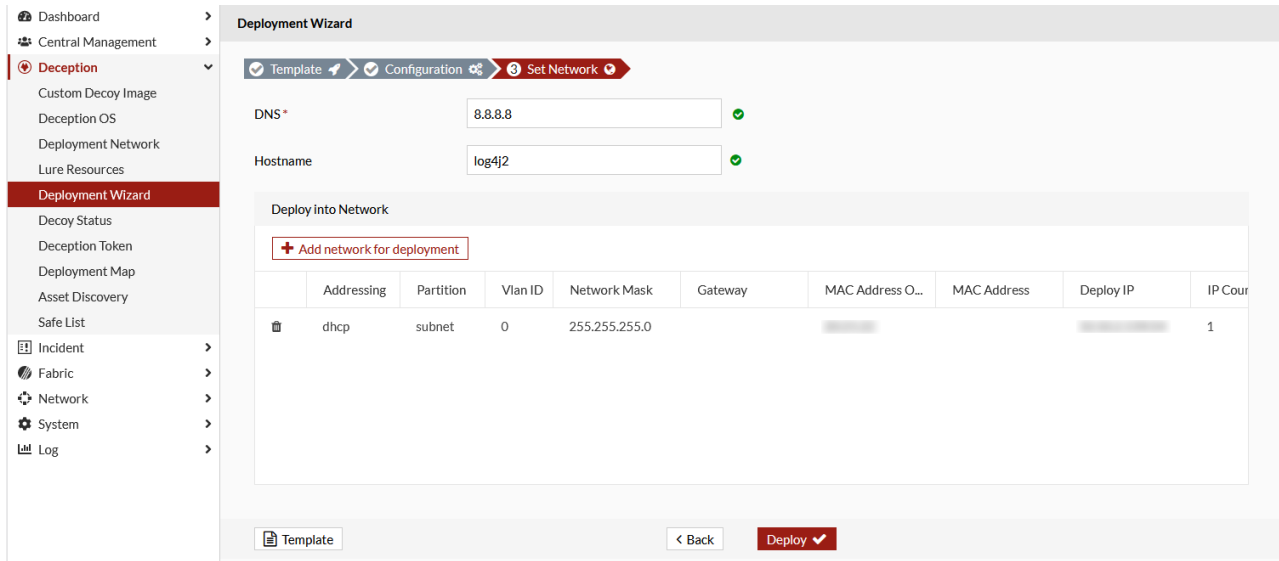 Dashboard
Central Management
Deception
Custom Decoy Image
Deception OS
Deployment Network
Lure Resources
Deployment Wizard
Decoy Status
Deception Token
Deployment Map
Asset Discovery
Safe List
Incident
Fabric
Network
System
Log
Deployment Wizard
Template Configuration 3 Set Network
DNS* 8.8.8.8
Hostname log4j2
Deploy into Network
Add network for deployment
Addressing Partition Vlan ID Network Mask Gateway MAC Address O... MAC Address Deploy IP IP Cour
dhcp subnet 0 255.255.255.0 1
Template < Back Deploy